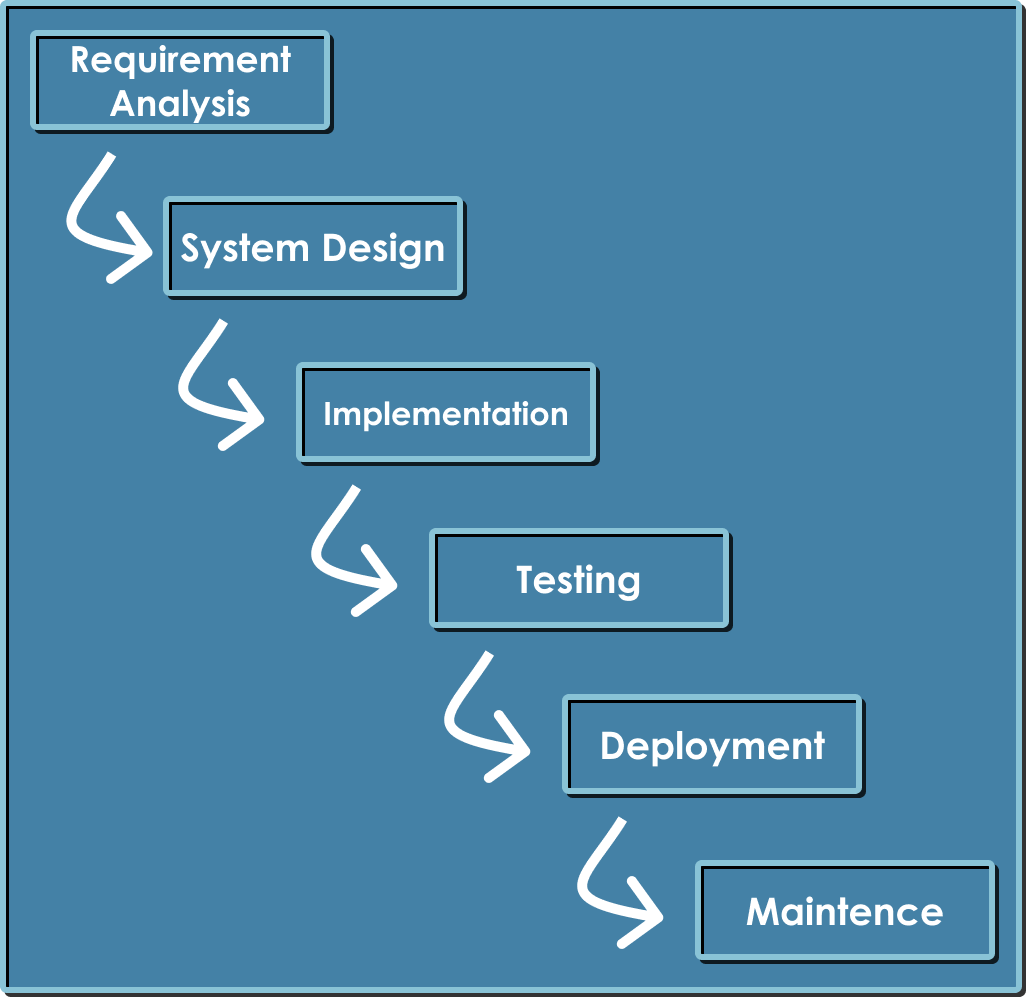 Requirement
Analysis
System Design
Implementation
Testing
Deployment
Maintence